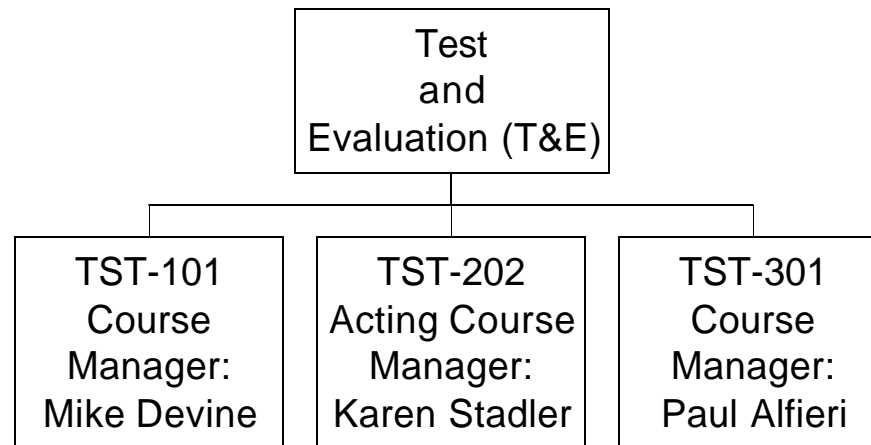 Test
and
Evaluation (T&E)
TST-101
Course
Manager:
Mike Devine
TST-202
Acting Course
Manager:
Karen Stadler
TST-301
Course
Manager:
Paul Alfieri